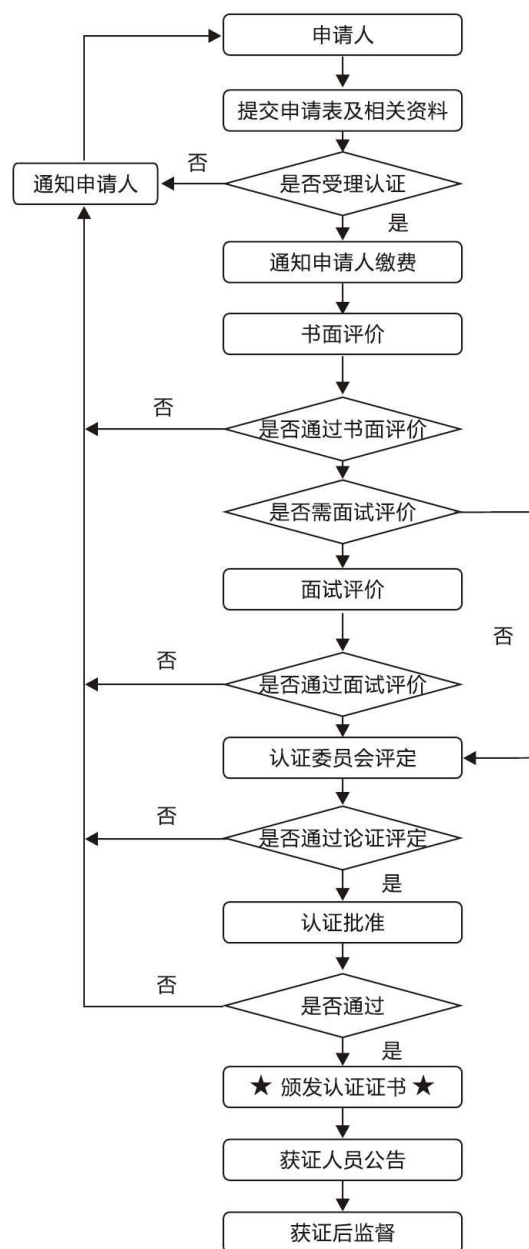 申请人
提交申请表及相关资料
否
通知申请人
是否受理认证
是
通知申请人缴费
书面评价
否
是否通过书面评价
是否需面试评价
面试评价
否
否
是否通过面试评价
认证委员会评定
否
是否通过论证评定
是
认证批准
否
是否通过
是
★ 颁发认证证书 ★
获证人员公告
获证后监督